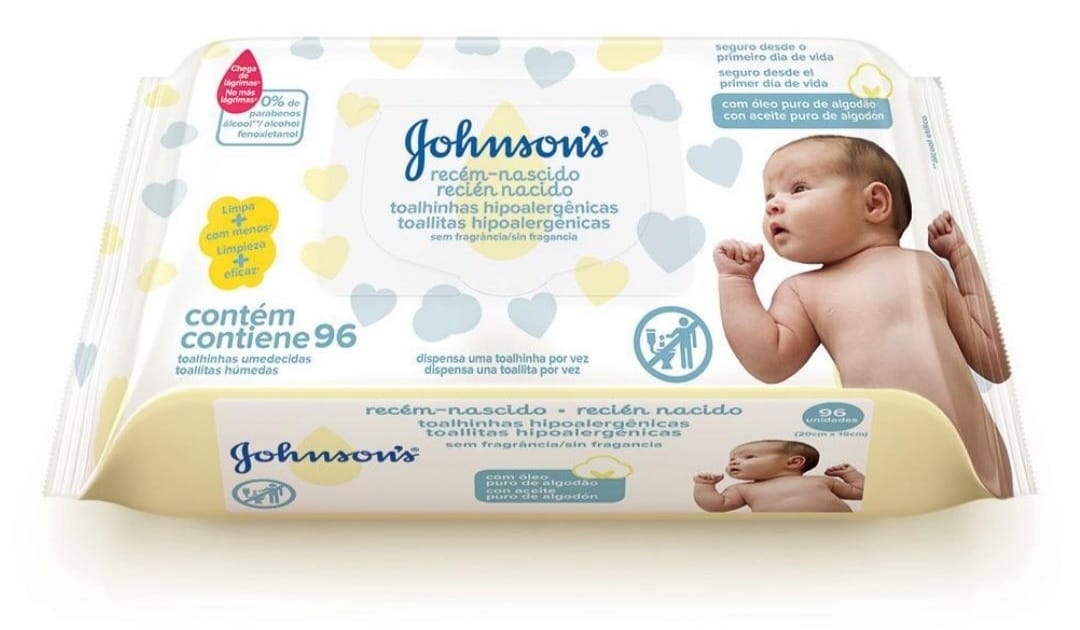 Chega
de
lágrimas
No más
lágrimas
0% de
parabenos
álcool**/ alcohol
fenoxietanol
seguro desde o
primeiro dia de vida
seguro desde el
primer día de vida
com óleo puro de algodão
con aceite puro de algodón
**álcool etílico
Johnson's®
recém-nascido
recién nacido
toalhinhas hipoalergênicas
toallitas hipoalergénicas
sem fragrância/sin fragancia
Limpa
+
com menos
Limpieza
+
eficaz
contém
contiene 96
toalhinhas umedecidas
toallitas húmedas
dispensa uma toalhinha por vez
dispensa una toallita por vez
recém-nascido • recién nacido
toalhinhas hipoalergênicas
toallitas hipoalergénicas
sem fragrância/sin fragancia
Johnson's®
com óleo
puro de algodão
con aceite
puro de algodón
96
unidades